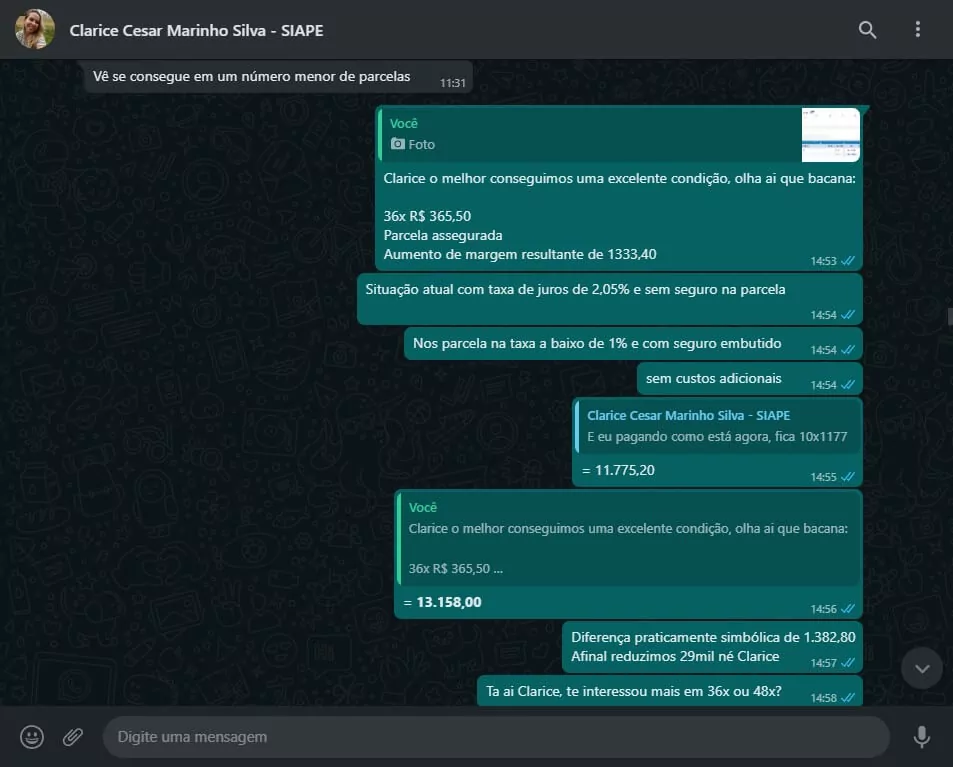 Clarice Cesar Marinho Silva - SIAPE
Vê se consegue em um número menor de parcelas
11:31
Você
Foto
Clarice o melhor conseguimos uma excelente condição, olha ai que bacana:
36x R$ 365,50
Parcela assegurada
Aumento de margem resultante de 1333,40
14:53
Situação atual com taxa de juros de 2,05% e sem seguro na parcela
14:54
Nos parcela na taxa a baixo de 1% e com seguro embutido
14:54
sem custos adicionais
14:54
Clarice Cesar Marinho Silva - SIAPE
E eu pagando como está agora, fica 10x1177
= 11.775,20
14:55
Você
Clarice o melhor conseguimos uma excelente condição, olha ai que bacana:
36x R$ 365,50 ...
= 13.158,00
14:56
Diferença praticamente simbólica de 1.382,80
Afinal reduzimos 29mil né Clarice
14:57
Ta ai Clarice, te interessou mais em 36x ou 48x?
14:58
Digite uma mensagem